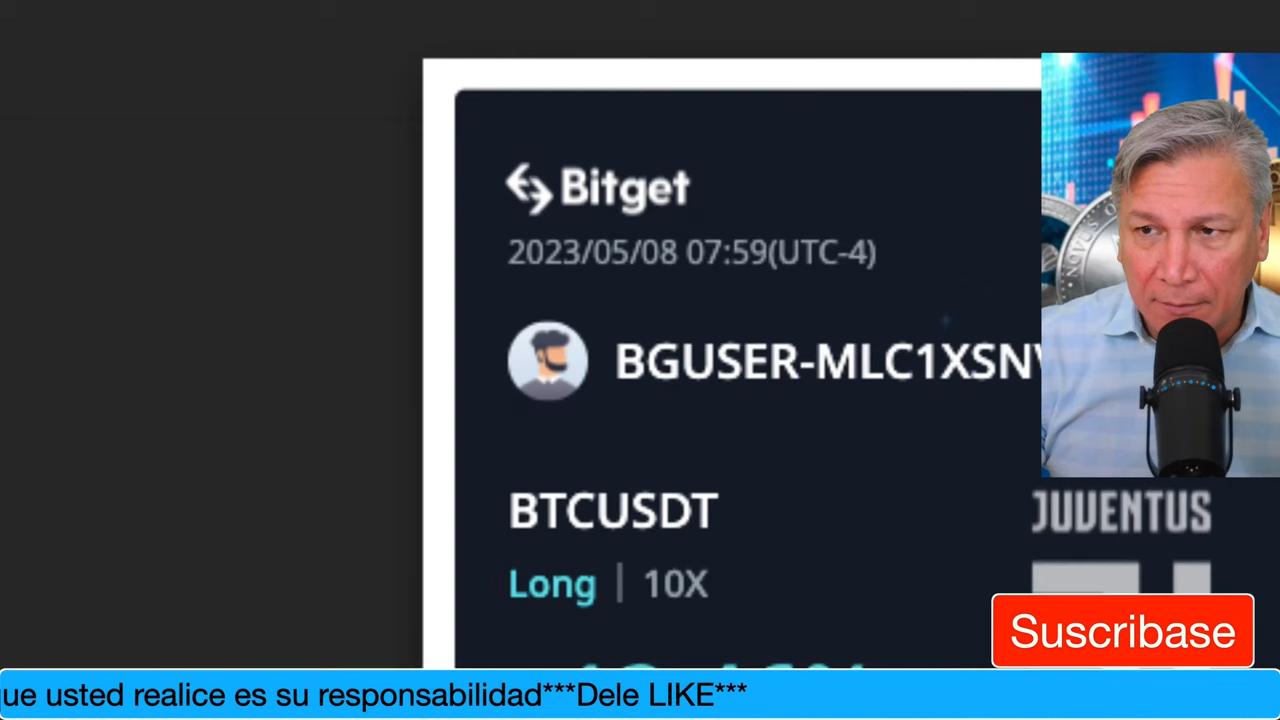 Bitget
2023/05/08 07:59(UTC-4)
BTCUSDT
JUVENTUS
Long | 10X
Suscribase
usted realice es su responsabilidad***Dele LIKE***